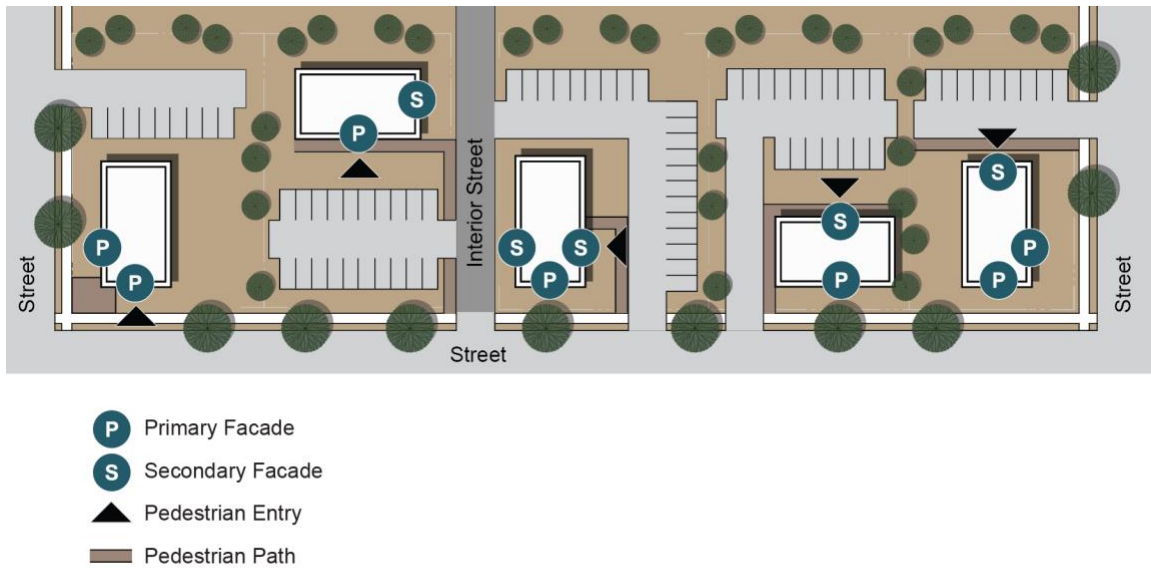 S
P
S
S
P
P
S
S
P
P
P
P
Interior Street
Street
Street
Street
P Primary Facade
S Secondary Facade
Pedestrian Entry
Pedestrian Path